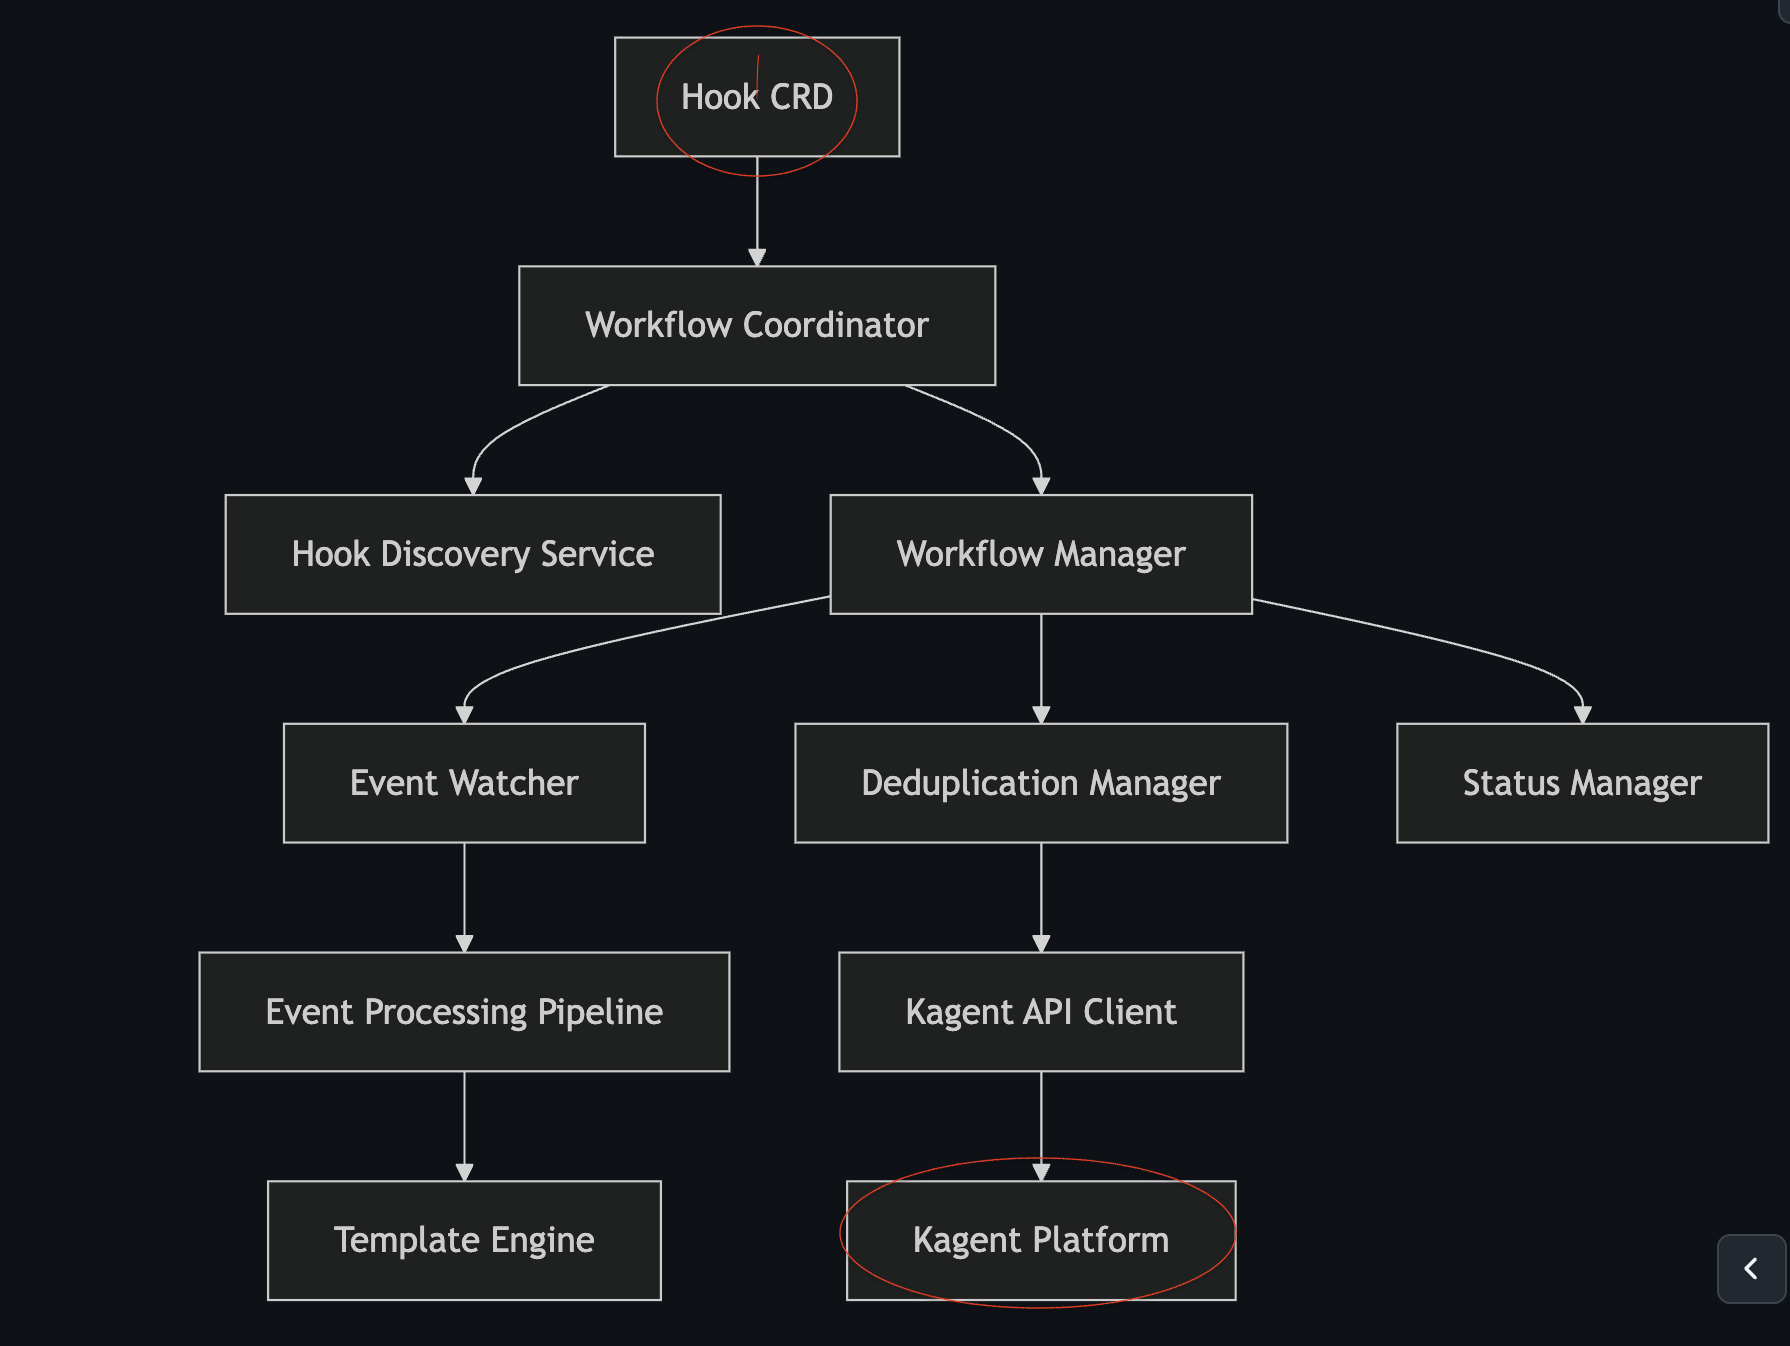 Hook CRD
Workflow Coordinator
Hook Discovery Service
Workflow Manager
Event Watcher
Deduplication Manager
Status Manager
Event Processing Pipeline
Kagent API Client
Template Engine
Kagent Platform